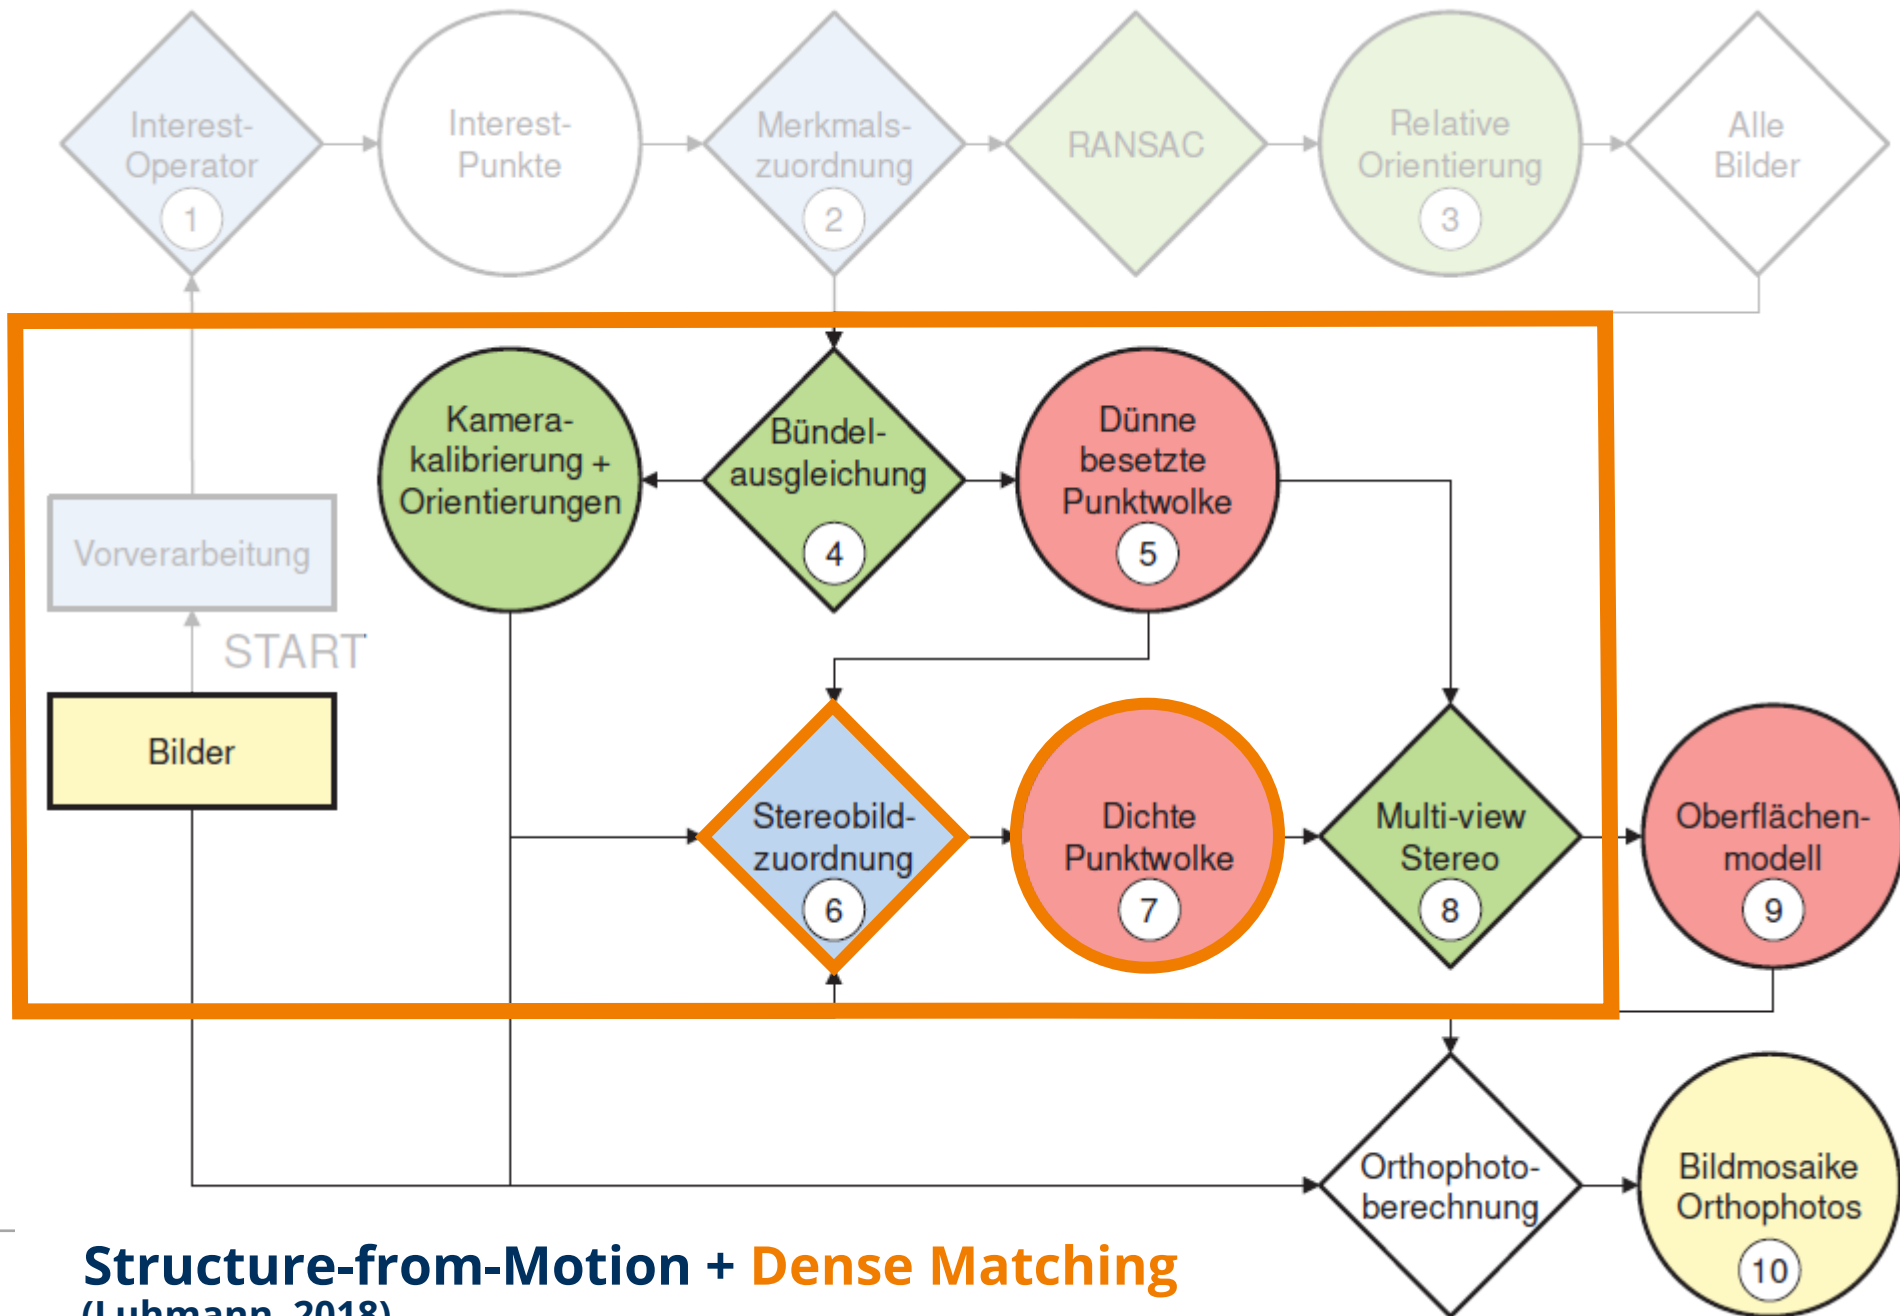 Interest-
Operator
1
Interest-
Punkte
Merkmals-
zuordnung
2
RANSAC
Relative
Orientierung
3
Alle
Bilder
Kamera-
kalibrierung +
Orientierungen
Bündel-
ausgleichung
4
Dünne
besetzte
Punktwolke
5
Vorverarbeitung
START
Bilder
Stereobild-
zuordnung
6
Dichte
Punktwolke
7
Multi-view
Stereo
8
Oberflächen-
modell
9
Orthophoto-
berechnung
Bildmosaike
Orthophotos
10
Structure-from-Motion + Dense Matching
(Luhmann, 2018)